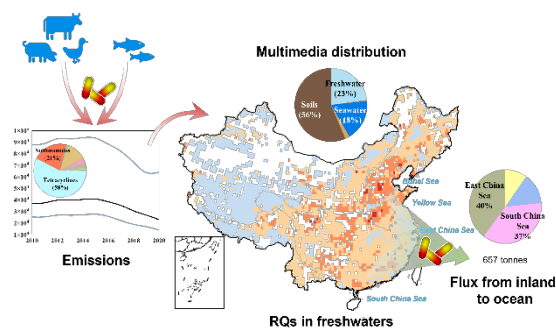 Multimedia distribution
Freshwater
(23%)
Soils
(56%)
Seawater
(18%)
Sulfonamides
(21%)
Tetracyclines
(50%)
2010
2012
2014
2016
2018
2020
Emissions
Bohai Sea
Yellow Sea
East China Sea
South China Sea
RQs in freshwaters
East China
Sea
40%
South China
Sea
37%
657 tonnes
Flux from inland
to ocean